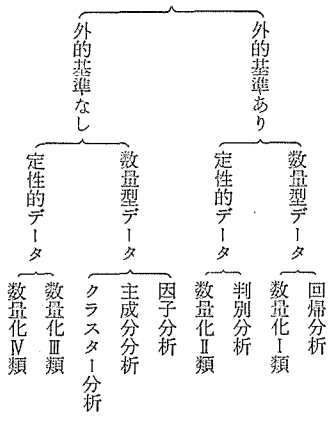 外的基準あり
外的基準なし
数量型データ
定性的データ
数量型データ
定性的データ
回帰分析
数量化Ⅰ類
判別分析
数量化Ⅱ類
因子分析
主成分分析
クラスター分析
数量化Ⅲ類
数量化Ⅳ類